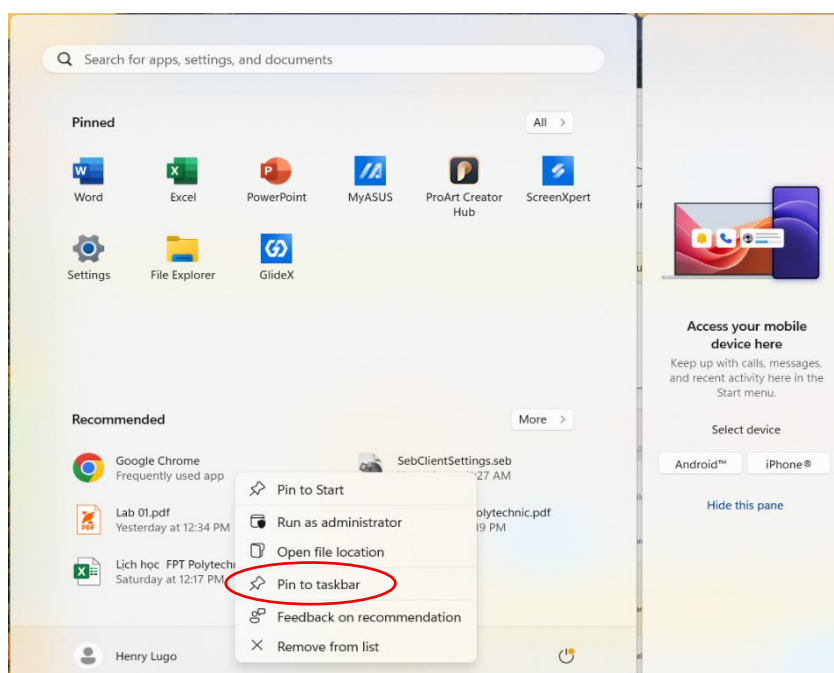 Search for apps, settings, and documents
Pinned
All >
Word
Excel
PowerPoint
MyASUS
ProArt Creator
Hub
ScreenXpert
Settings
File Explorer
GlideX
Recommended
More >
Google Chrome
Frequently used app
SebClientSettings.seb
27 AM
Lab 01.pdf
Yesterday at 12:34 PM
olytechnic.pdf
19 PM
Lịch học FPT Polytech
Saturday at 12:17 PM
Pin to Start
Run as administrator
Open file location
Pin to taskbar
Feedback on recommendation
Remove from list
Henry Lugo
Access your mobile
device here
Keep up with calls, messages,
and recent activity here in the
Start menu.
Select device
Android™
iPhone®
Hide this pane